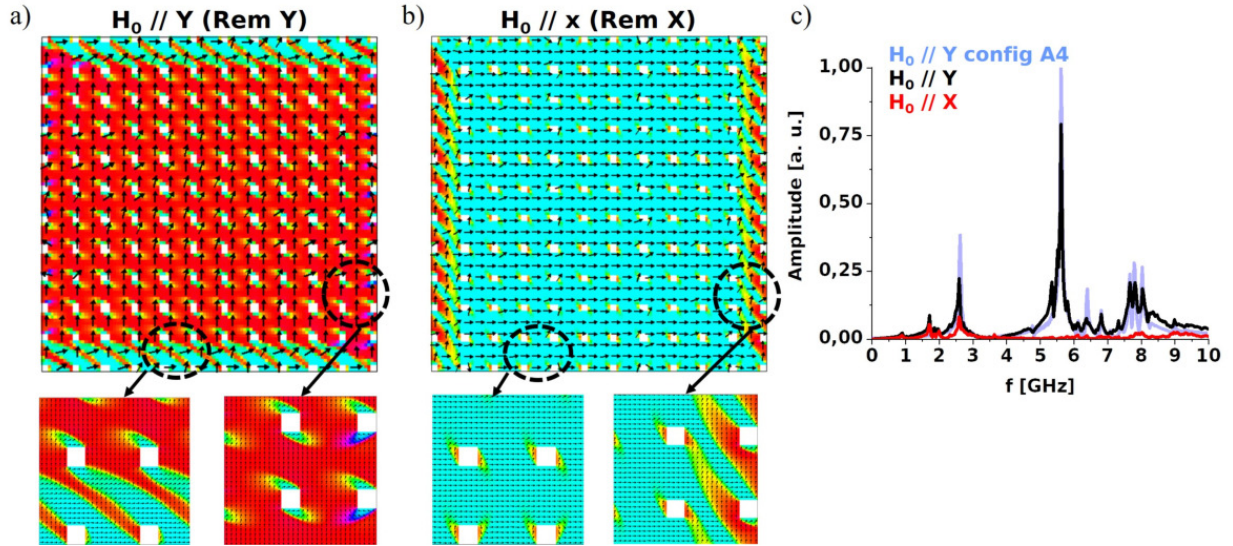 a)
H₀ // Y (Rem Y)
b)
H₀ // x (Rem X)
c)
H₀ // Y config A4
H₀ // Y
H₀ // X
1,00
0,75
0,50
0,25
0,00
Amplitude [a. u.]
0 1 2 3 4 5 6 7 8 9 10
f [GHz]